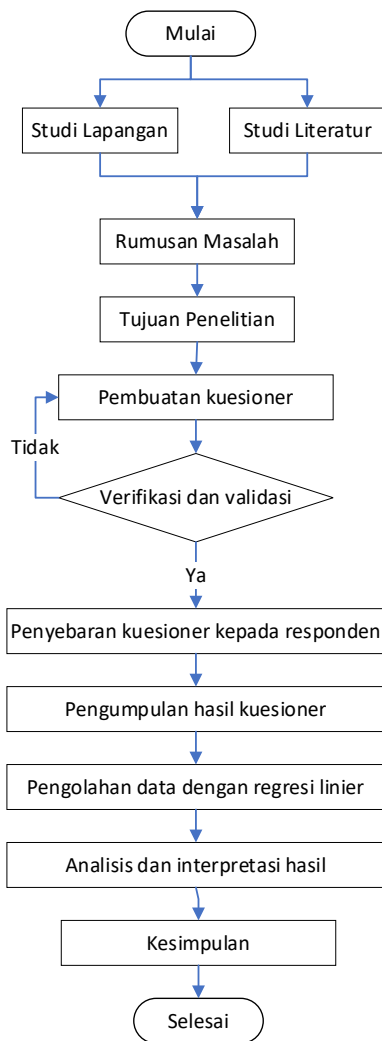 Mulai
Studi Lapangan
Studi Literatur
Rumusan Masalah
Tujuan Penelitian
Pembuatan kuesioner
Tidak
Verifikasi dan validasi
Ya
Penyebaran kuesioner kepada responden
Pengumpulan hasil kuesioner
Pengolahan data dengan regresi linier
Analisis dan interpretasi hasil
Kesimpulan
Selesai